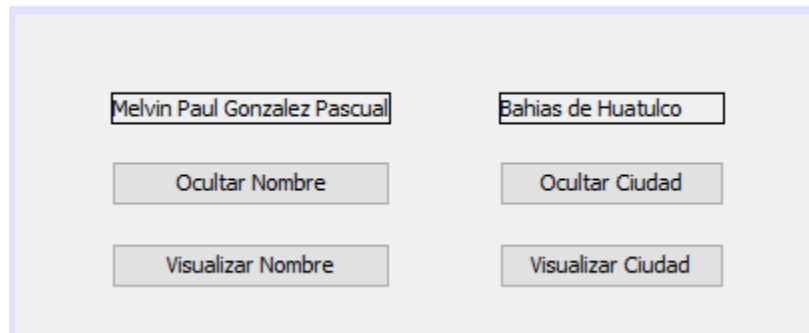 Melvin Paul Gonzalez Pascual
Bahias de Huatulco
Ocultar Nombre
Ocultar Ciudad
Visualizar Nombre
Visualizar Ciudad